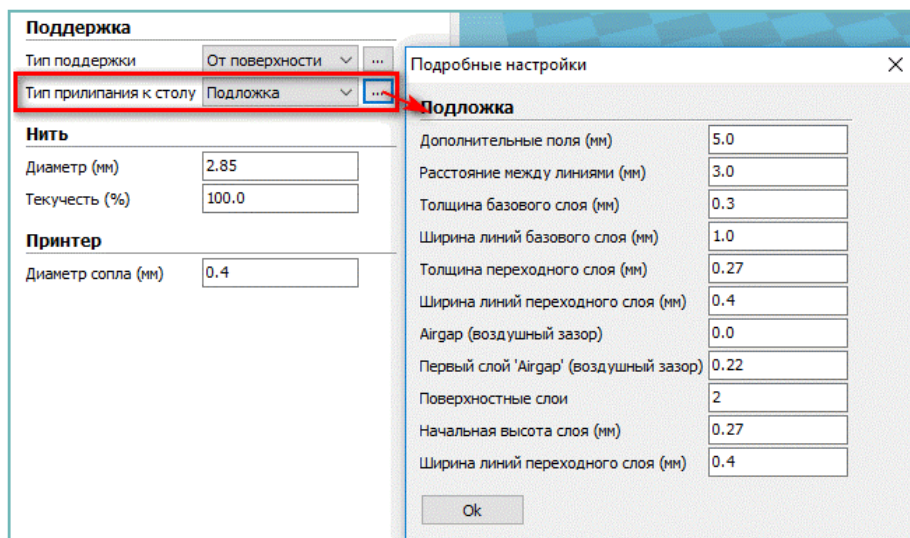 Поддержка
Тип поддержки От поверхности ...
Тип прилипания к столу Подложка ...
Нить
Диаметр (мм) 2.85
Текучесть (%) 100.0
Принтер
Диаметр сопла (мм) 0.4
Подробные настройки
Подложка
Дополнительные поля (мм) 5.0
Расстояние между линиями (мм) 3.0
Толщина базового слоя (мм) 0.3
Ширина линий базового слоя (мм) 1.0
Толщина переходного слоя (мм) 0.27
Ширина линий переходного слоя (мм) 0.4
Airgap (воздушный зазор) 0.0
Первый слой 'Airgap' (воздушный зазор) 0.22
Поверхностные слои 2
Начальная высота слоя (мм) 0.27
Ширина линий переходного слоя (мм) 0.4
Ok